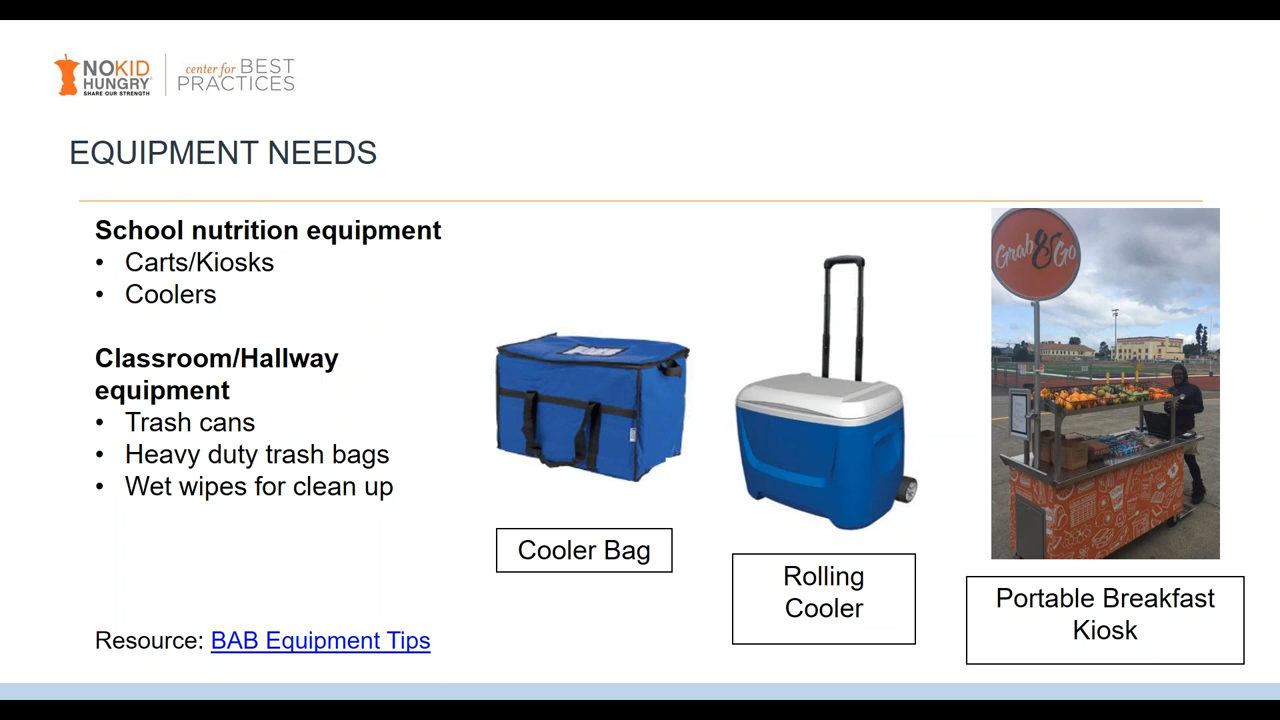 NOKID
HUNGRY
SHARE OUR STRENGTH
center for BEST
PRACTICES
EQUIPMENT NEEDS
School nutrition equipment
• Carts/Kiosks
• Coolers
Classroom/Hallway
equipment
• Trash cans
• Heavy duty trash bags
• Wet wipes for clean up
Resource: BAB Equipment Tips
Cooler Bag
Rolling
Cooler
Grab & Go
Portable Breakfast
Kiosk